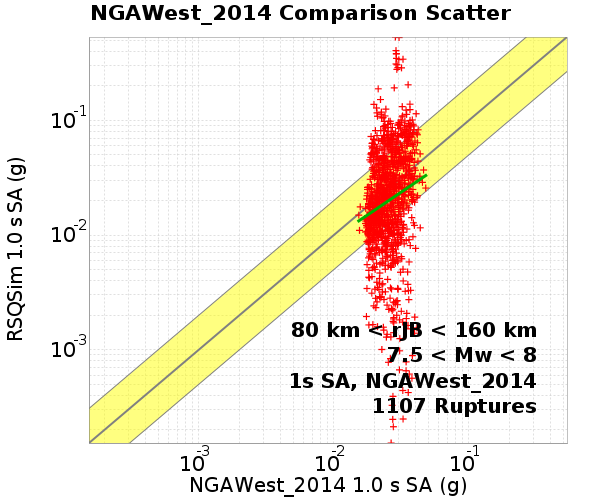 NGAWest_2014 Comparison Scatter
RSQSim 1.0 s SA (g)
10-1
10-2
10-3
80 km < rJB < 160 km
7.5 < Mw < 8
1s SA, NGAWest_2014
1107 Ruptures
10-3 10-2 10-1
NGAWest_2014 1.0 s SA (g)